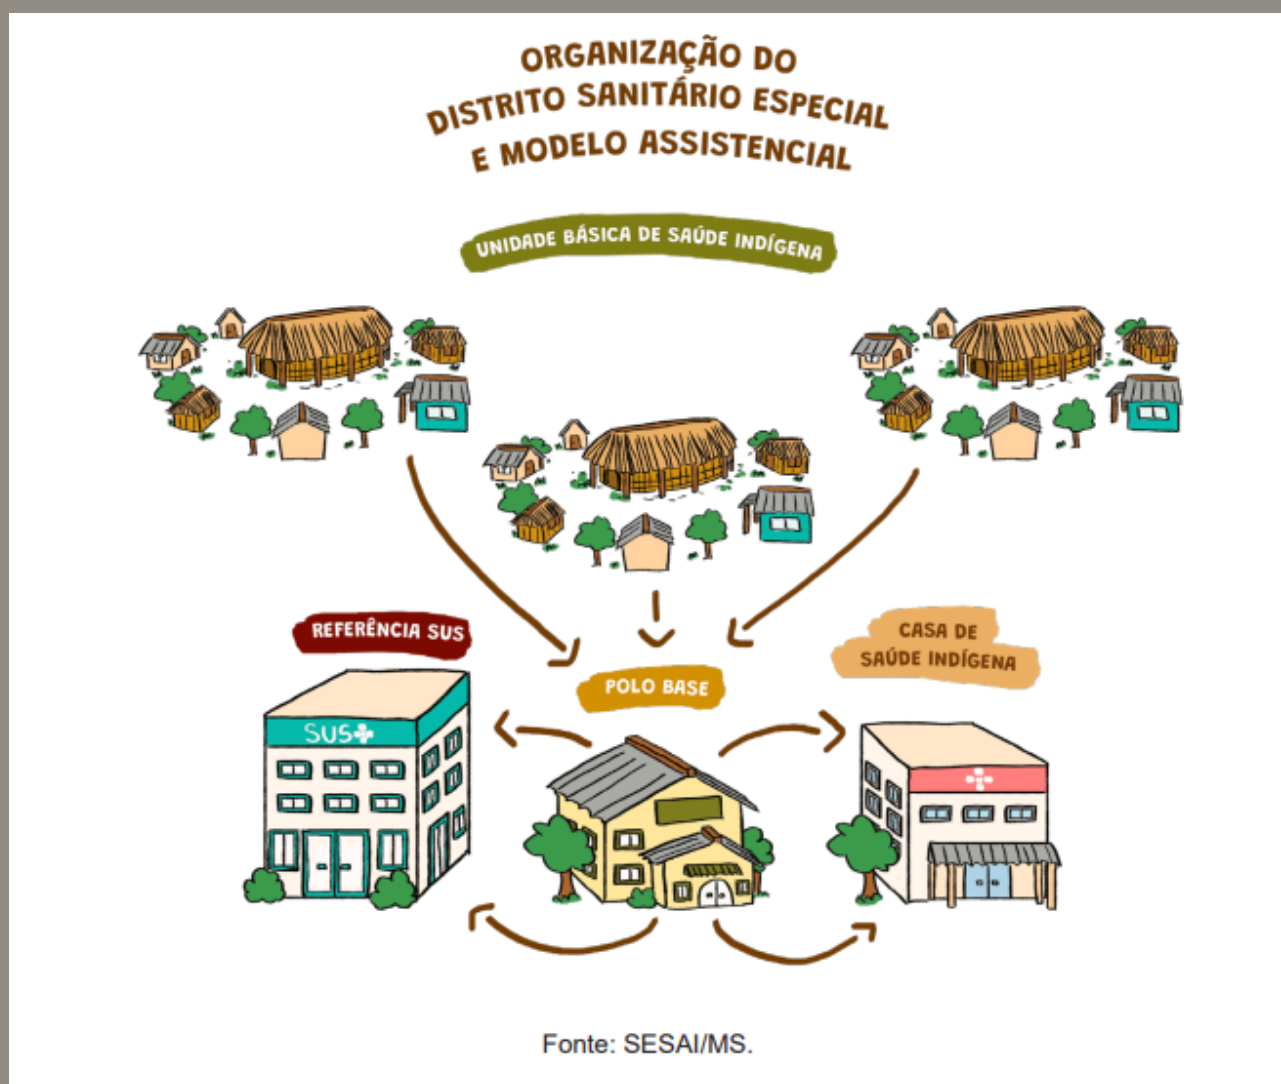 ORGANIZAÇÃO DO
DISTRITO SANITÁRIO ESPECIAL
E MODELO ASSISTENCIAL
UNIDADE BÁSICA DE SAÚDE INDÍGENA
REFERÊNCIA SUS
CASA DE
SAÚDE INDÍGENA
POLO BASE
SUS
Fonte: SESAI/MS.